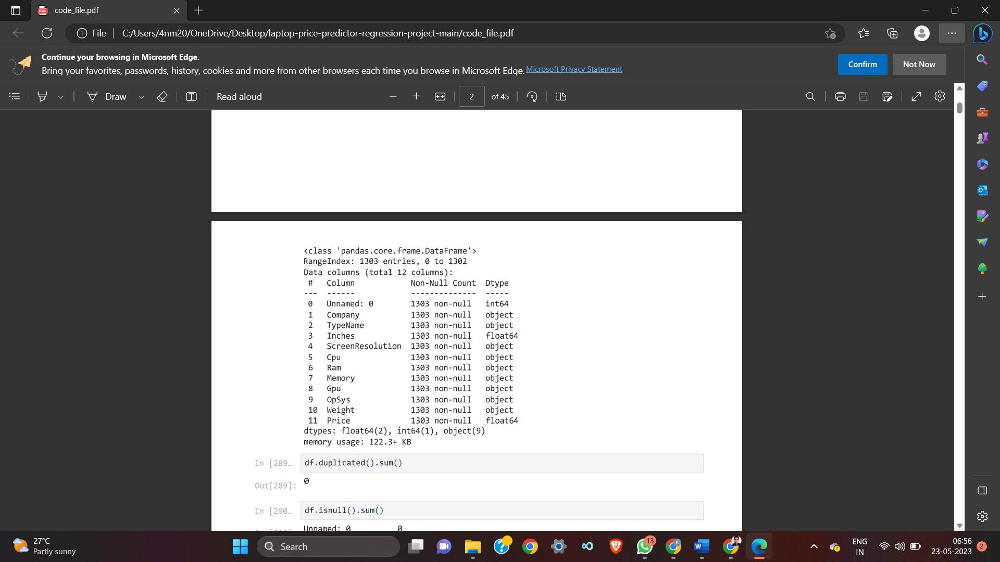 code_file.pdf
File
C:/Users/4nm20/OneDrive/Desktop/laptop-price-predictor-regression-project-main/code_file.pdf
Continue your browsing in Microsoft Edge.
Bring your favorites, passwords, history, cookies and more from other browsers each time you browse in Microsoft Edge. Microsoft Privacy Statement
Confirm
Not Now
Draw
Read aloud
2 of 45
<class 'pandas.core.frame.DataFrame'>
RangeIndex: 1303 entries, 0 to 1302
Data columns (total 12 columns):
# Column Non-Null Count Dtype
--- ------ -------------- -----
0 Unnamed: 0 1303 non-null int64
1 Company 1303 non-null object
2 TypeName 1303 non-null object
3 Inches 1303 non-null float64
4 ScreenResolution 1303 non-null object
5 Cpu 1303 non-null object
6 Ram 1303 non-null object
7 Memory 1303 non-null object
8 Gpu 1303 non-null object
9 OpSys 1303 non-null object
10 Weight 1303 non-null object
11 Price 1303 non-null float64
dtypes: float64(2), int64(1), object(9)
memory usage: 122.3+ KB
In [289… df.duplicated().sum()
Out[289]: 0
In [290… df.isnull().sum()
Unnamed: 0 0
27°C
Partly sunny
Search
13
ENG
IN
06:56
23-05-2023
2